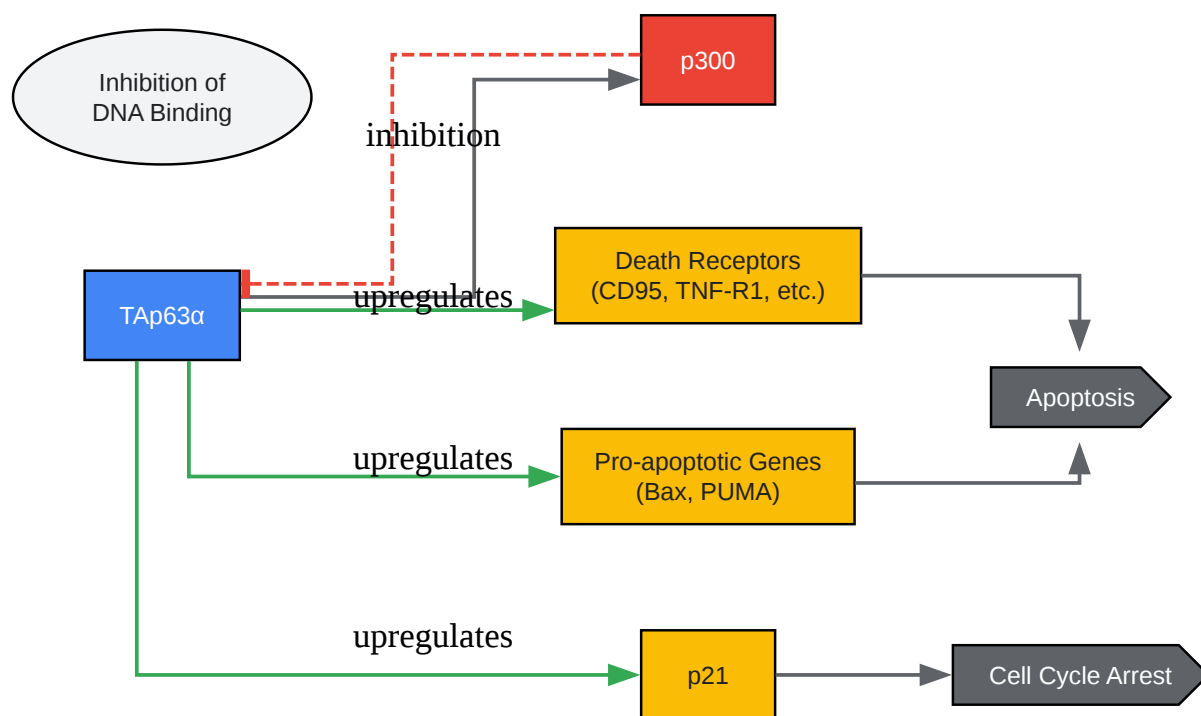 Inhibition of
DNA Binding
p300
inhibition
Death Receptors
(CD95, TNF-R1, etc.)
upregulates
TAp63α
Apoptosis
Pro-apoptotic Genes
(Bax, PUMA)
upregulates
upregulates
p21
Cell Cycle Arrest